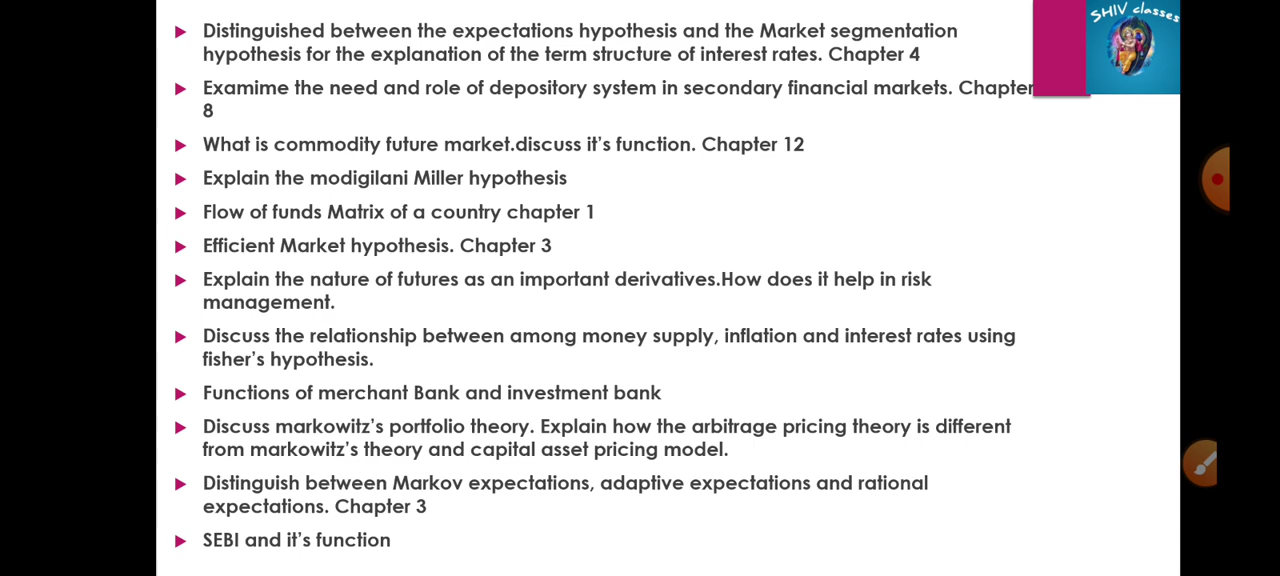 SHIV classes
Distinguished between the expectations hypothesis and the Market segmentation
hypothesis for the explanation of the term structure of interest rates. Chapter 4
Examime the need and role of depository system in secondary financial markets. Chapter
8
What is commodity future market.discuss it's function. Chapter 12
Explain the modigilani Miller hypothesis
Flow of funds Matrix of a country chapter 1
Efficient Market hypothesis. Chapter 3
Explain the nature of futures as an important derivatives.How does it help in risk
management.
Discuss the relationship between among money supply, inflation and interest rates using
fisher's hypothesis.
Functions of merchant Bank and investment bank
Discuss markowitz's portfolio theory. Explain how the arbitrage pricing theory is different
from markowitz's theory and capital asset pricing model.
Distinguish between Markov expectations, adaptive expectations and rational
expectations. Chapter 3
SEBI and it's function